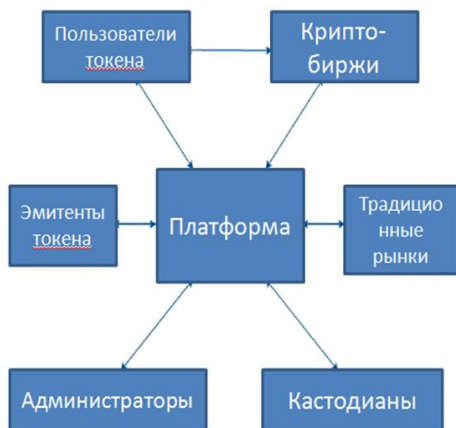 Пользователи
токена
Крипто-
биржи
Эмитенты
токена
Платформа
Традицио
нные
рынки
Администраторы
Кастодианы